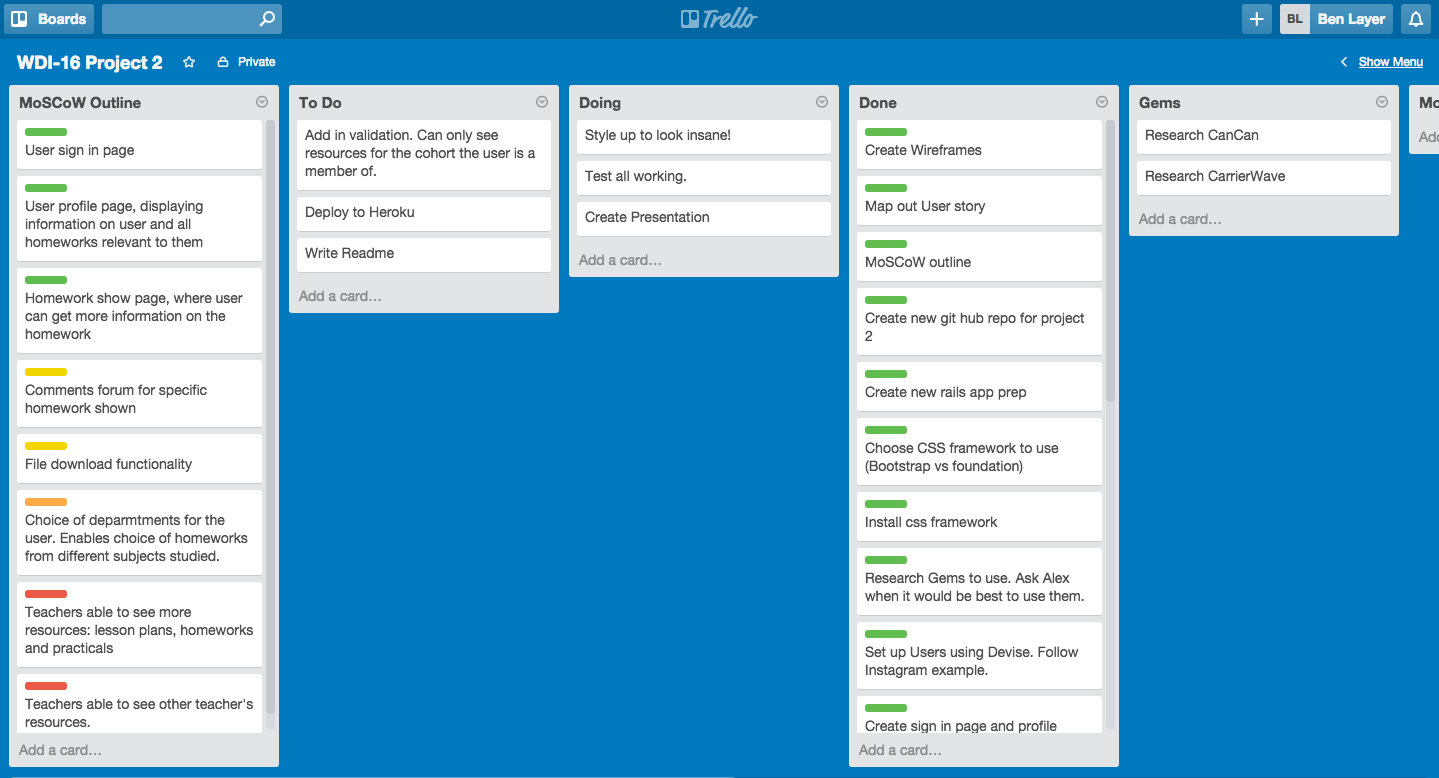 Boards
Trello
BL
Ben Layer
WDI-16 Project 2
Private
Show Menu
MoSCoW Outline
User sign in page
User profile page, displaying
information on user and all
homeworks relevant to them
Homework show page, where user
can get more information on the
homework
Comments forum for specific
homework shown
File download functionality
Choice of deparmtments for the
user. Enables choice of homeworks
from different subjects studied.
Teachers able to see more
resources: lesson plans, homeworks
and practicals
Teachers able to see other teacher's
resources.
Add a card...
To Do
Add in validation. Can only see
resources for the cohort the user is a
member of.
Deploy to Heroku
Write Readme
Add a card...
Doing
Style up to look insane!
Test all working.
Create Presentation
Add a card...
Done
Create Wireframes
Map out User story
MoSCoW outline
Create new git hub repo for project
2
Create new rails app prep
Choose CSS framework to use
(Bootstrap vs foundation)
Install css framework
Research Gems to use. Ask Alex
when it would be best to use them.
Set up Users using Devise. Follow
Instagram example.
Create sign in page and profile
Add a card...
Gems
Research CanCan
Research CarrierWave
Add a card...
Mo
Add